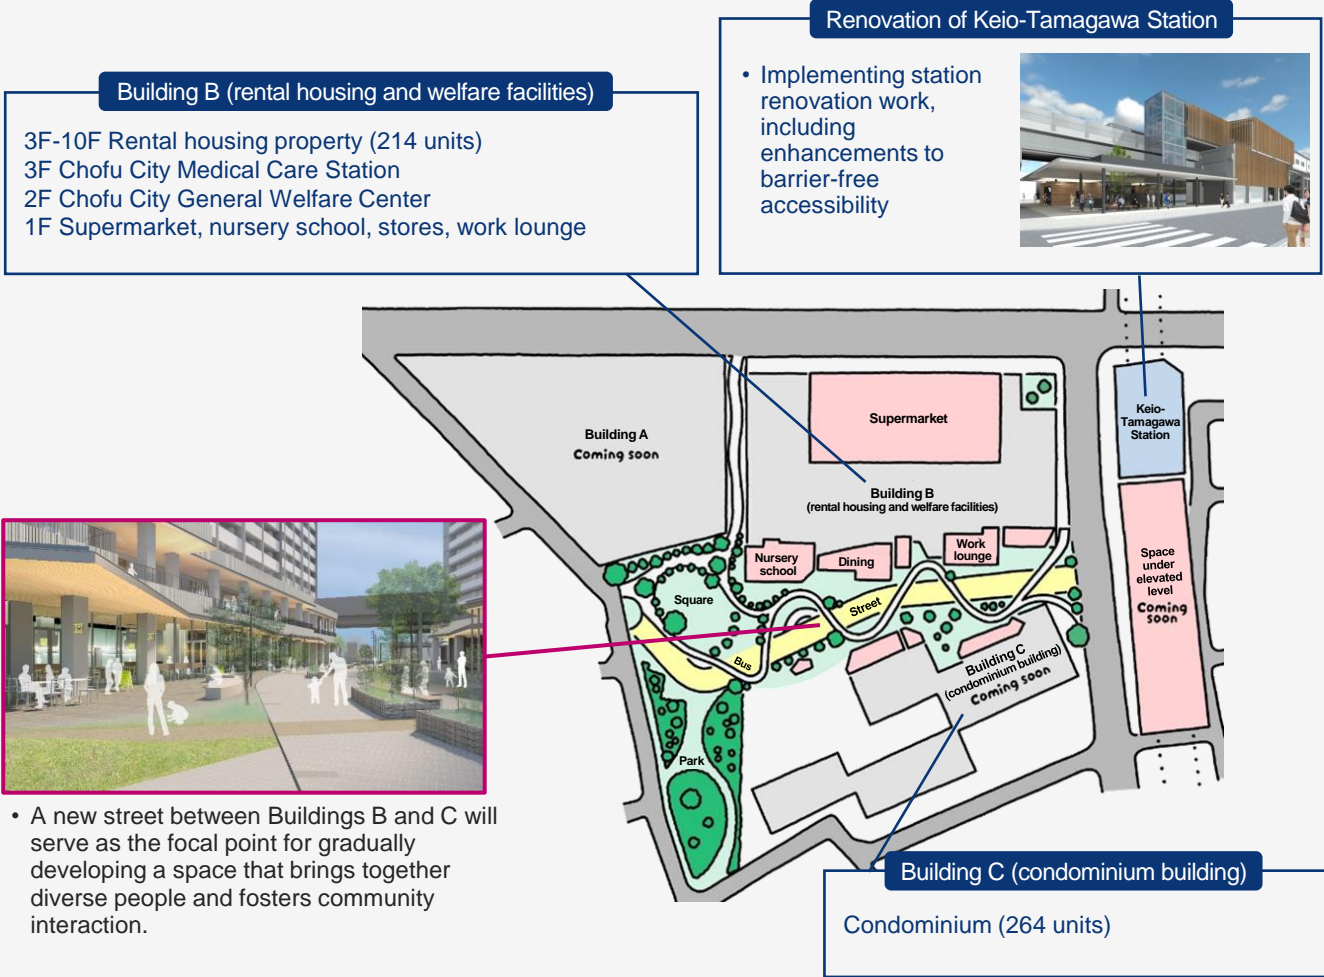 Renovation of Keio-Tamagawa Station
• Implementing station
renovation work,
including
enhancements to
barrier-free
accessibility
Building B (rental housing and welfare facilities)
3F-10F Rental housing property (214 units)
3F Chofu City Medical Care Station
2F Chofu City General Welfare Center
1F Supermarket, nursery school, stores, work lounge
Building A
Coming soon
Supermarket
Keio-
Tamagawa
Station
Building B
(rental housing and welfare facilities)
Nursery
school
Dining
Work
lounge
Space
under
elevated
level
Coming
soon
Square
Street
Bus
Building C
(condominium building)
Coming soon
Park
• A new street between Buildings B and C will
serve as the focal point for gradually
developing a space that brings together
diverse people and fosters community
interaction.
Building C (condominium building)
Condominium (264 units)